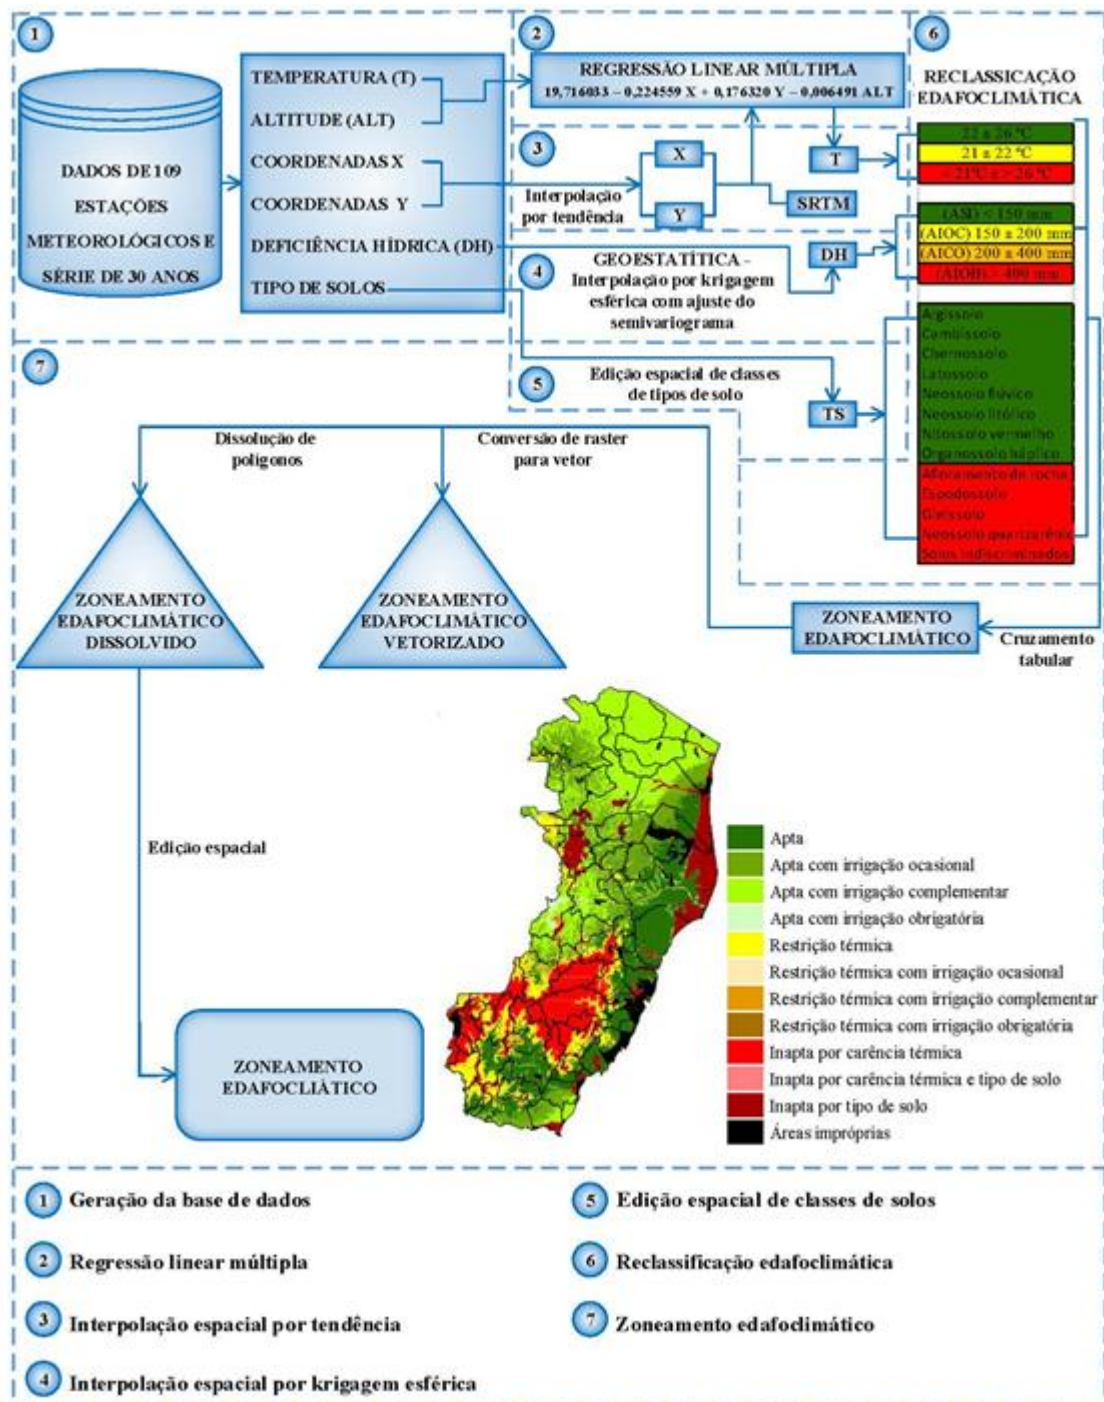 1
DADOS DE 109
ESTAÇÕES
METEOROLÓGICOS E
SÉRIE DE 30 ANOS
TEMPERATURA (T)
ALTITUDE (ALT)
COORDENADAS X
COORDENADAS Y
DEFICIÊNCIA HÍDRICA (DH)
TIPO DE SOLOS
2
REGRESSÃO LINEAR MÚLTIPLA
19,716033 – 0,224559 X + 0,176320 Y – 0,006491 ALT
3
Interpolação
por tendência
X
Y
T
SRTM
4
GEOESTATÍTICA –
Interpolação por krigagem
esférica com ajuste do
semivariograma
DH
5
Edição espacial de classes
de tipos de solo
TS
6
RECLASSICAÇÃO
EDAFOCLIMÁTICA
22 a 26 °C
21 a 22 °C
< 21°C e > 26 °C
(ASI) < 150 mm
(AIOC) 150 a 200 mm
(AICO) 200 a 400 mm
(AIOB) > 400 mm
Argissolo
Cambissolo
Chernossolo
Latossolo
Neossolo flúvico
Neossolo litólico
Nitossolo vermelho
Organossolo háplico
Afloramento de rocha
Espodossolo
Gleissolo
Neossolo quartzarênic
Solos indiscriminados
7
Dissolução de
polígonos
Conversão de raster
para vetor
ZONEAMENTO
EDAFOCLIMÁTICO
DISSOLVIDO
ZONEAMENTO
EDAFOCLIMÁTICO
VETORIZADO
ZONEAMENTO
EDAFOCLIMÁTICO
Cruzamento
tabular
Edição espacial
ZONEAMENTO
EDAFOCLIÁTICO
Apta
Apta com irrigação ocasional
Apta com irrigação complementar
Apta com irrigação obrigatória
Restrição térmica
Restrição térmica com irrigação ocasional
Restrição térmica com irrigação complementar
Restrição térmica com irrigação obrigatória
Inapta por carência térmica
Inapta por carência térmica e tipo de solo
Inapta por tipo de solo
Áreas impróprias
1 Geração da base de dados
2 Regressão linear múltipla
3 Interpolação espacial por tendência
4 Interpolação espacial por krigagem esférica
5 Edição espacial de classes de solos
6 Reclassificação edafoclimática
7 Zoneamento edafoclimático